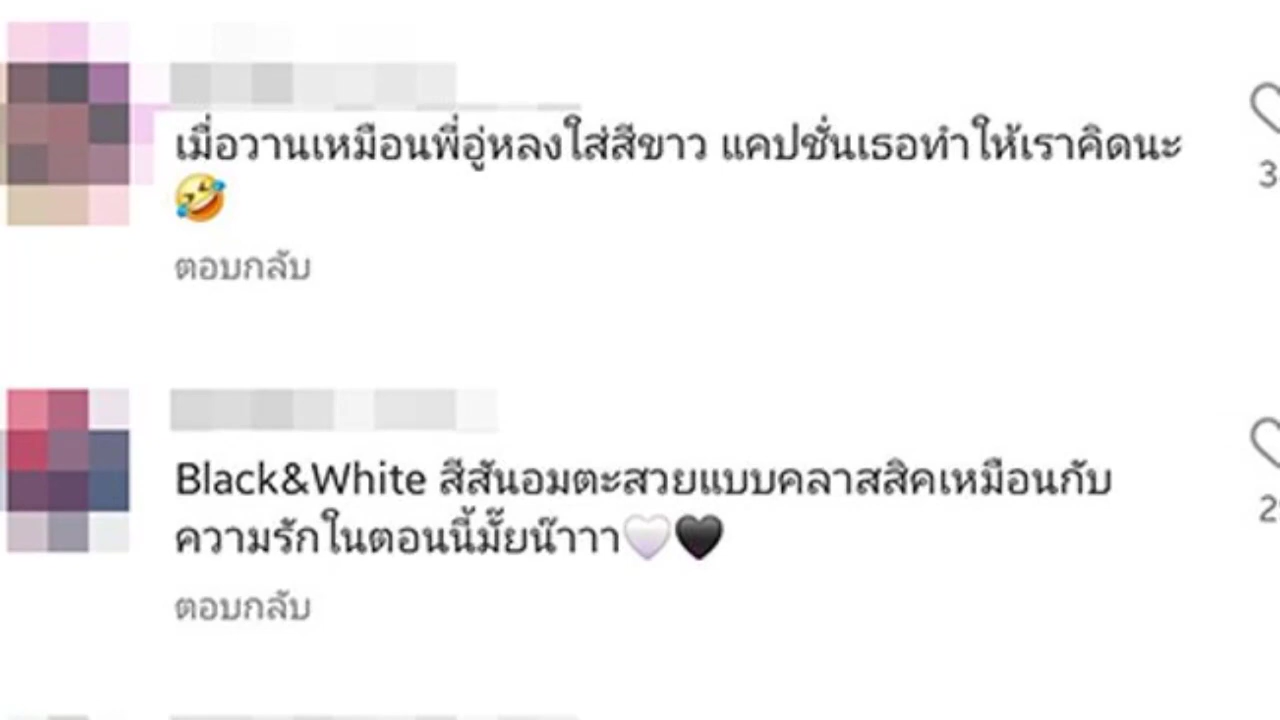 เมื่อวานเหมือนพี่อู่หลงใส่สีขาว แคปชั่นเธอทำให้เราคิดนะ
🤣
ตอบกลับ
Black&White สีสันอมตะสวยแบบคลาสสิคเหมือนกับ
ความรักในตอนนี้มั๊ยน๊าาา🤍🖤
ตอบกลับ